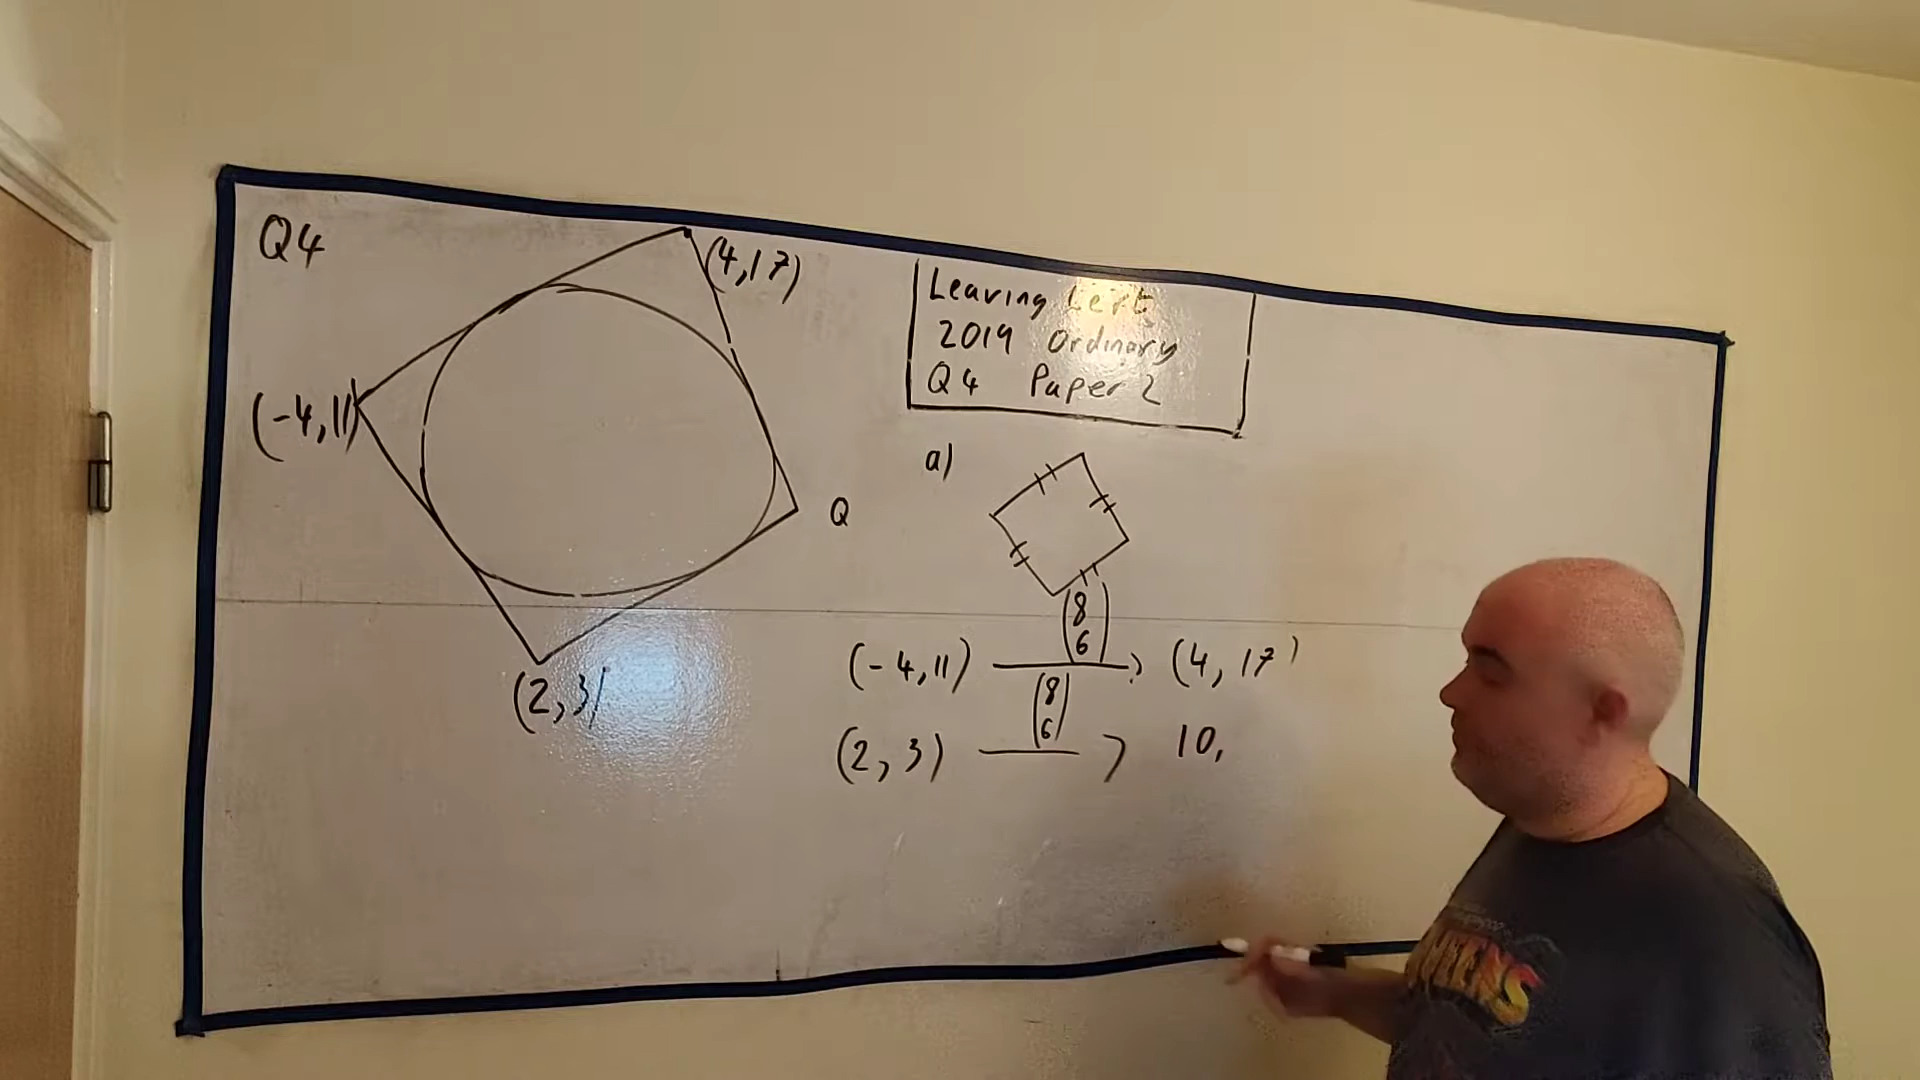 Q4
(4,17)
(-4,11)
Q
(2,3)
Leaving Cert
2019 Ordinary
Q4 Paper 2
a)
(8
6)
(-4,11) → (4,17)
(8
6)
(2,3) → 10,